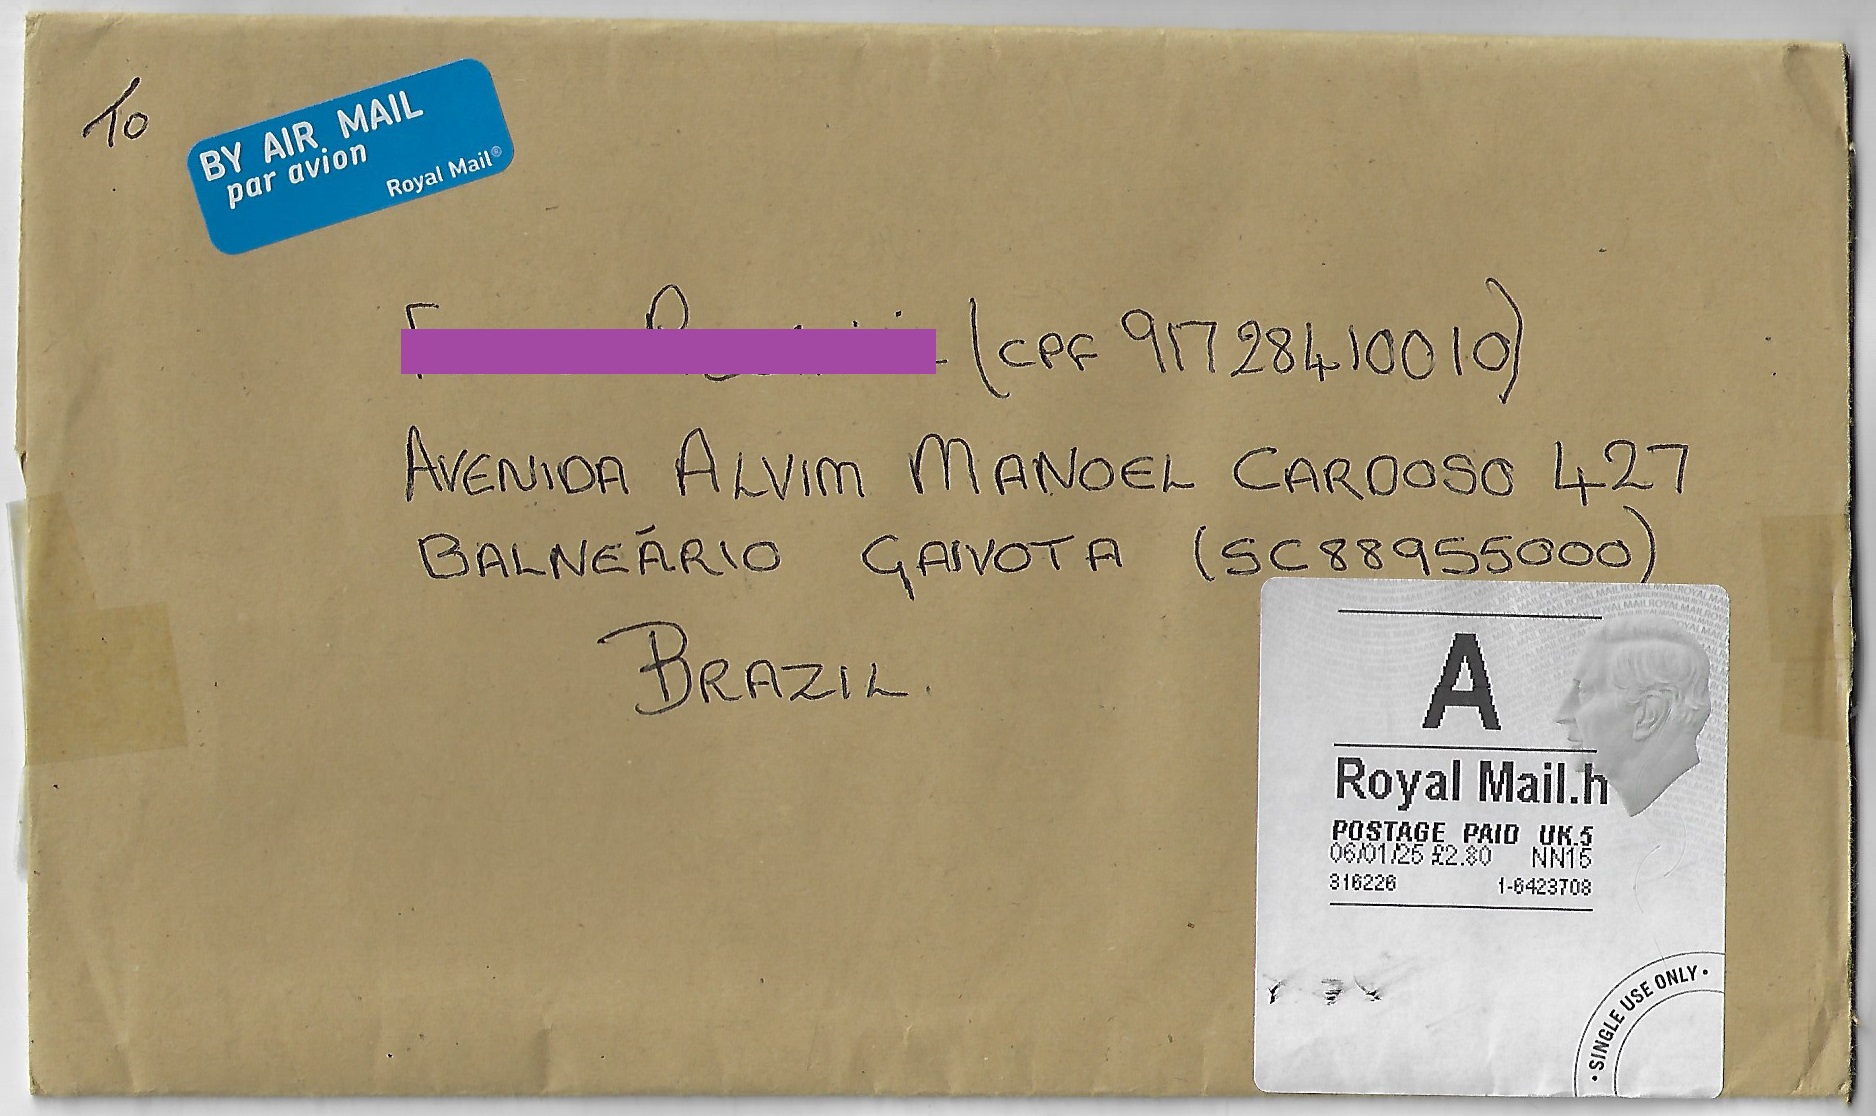 To
BY AIR MAIL
par avion
Royal Mail®
(CPF 91728410010)
AVENIDA ALVIM MANOEL CARDOSO 427
BALNEÁRIO GAIVOTA (SC88955000)
BRAZIL.
A
Royal Mail.h
POSTAGE PAID UK.5
06/01/25 £2.80 NN15
316226 1-6423708
• SINGLE USE ONLY •